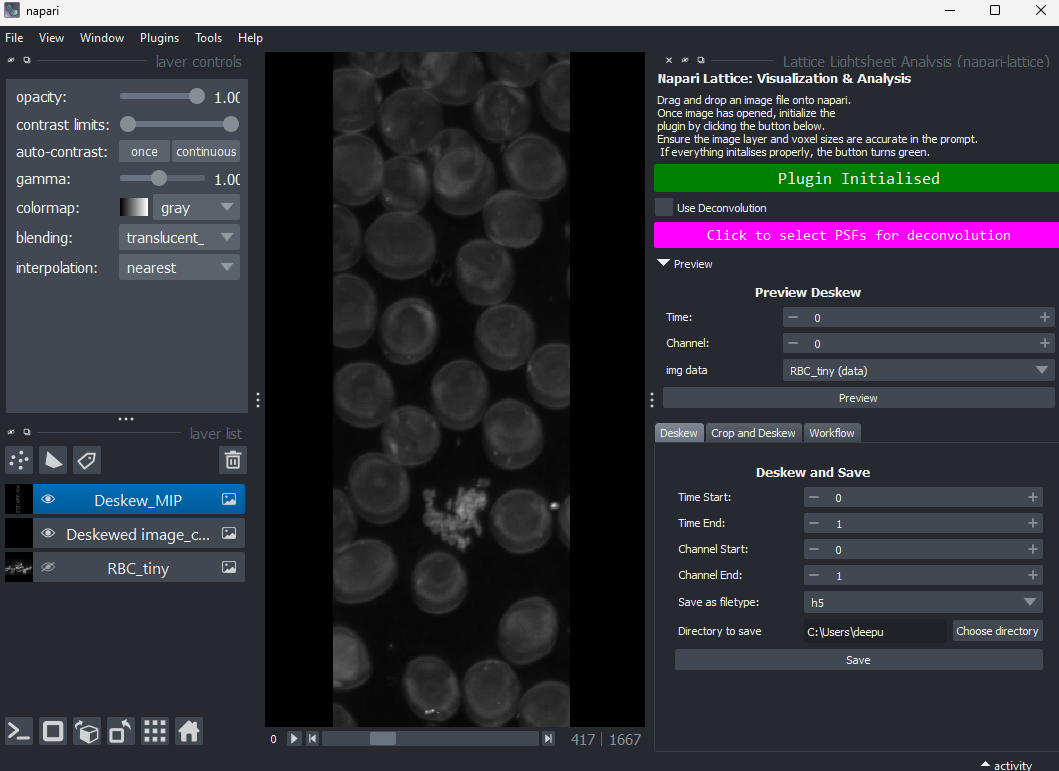 napari
File View Window Plugins Tools Help
layer controls
opacity: 1.00
contrast limits:
auto-contrast: once continuous
gamma: 1.00
colormap: gray
blending: translucent_
interpolation: nearest
layer list
Deskew_MIP
Deskewed image_c...
RBC_tiny
0 417 1667
Lattice Lightsheet Analysis (napari-lattice)
Napari Lattice: Visualization & Analysis
Drag and drop an image file onto napari.
Once image has opened, initialize the
plugin by clicking the button below.
Ensure the image layer and voxel sizes are accurate in the prompt.
If everything initalises properly, the button turns green.
Plugin Initialised
Use Deconvolution
Click to select PSFs for deconvolution
Preview
Preview Deskew
Time: 0
Channel: 0
img data RBC_tiny (data)
Preview
Deskew Crop and Deskew Workflow
Deskew and Save
Time Start: 0
Time End: 1
Channel Start: 0
Channel End: 1
Save as filetype: h5
Directory to save C:\Users\deepu Choose directory
Save
activity